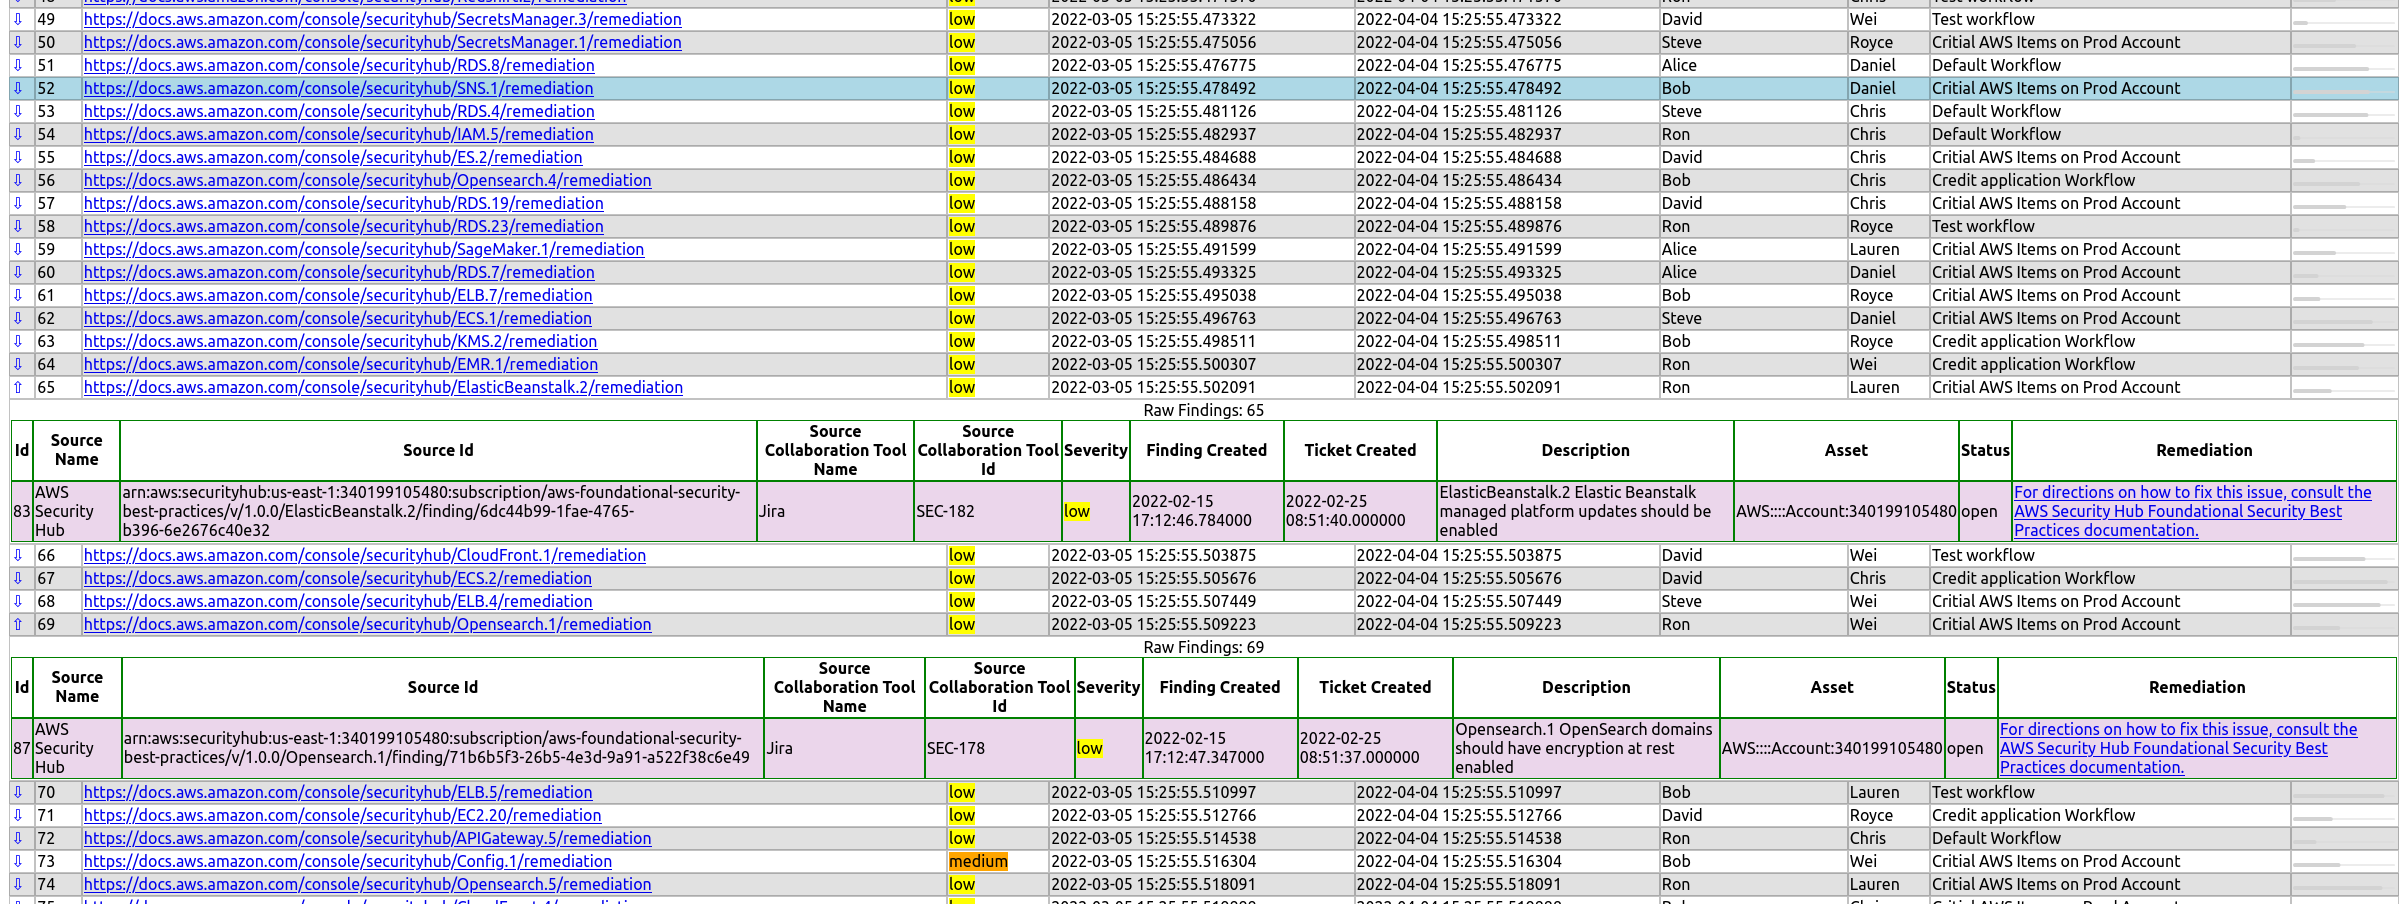 49 https://docs.aws.amazon.com/console/securityhub/SecretsManager.3/remediation low 2022-03-05 15:25:55.473322 2022-04-04 15:25:55.473322 David Wei Test workflow
50 https://docs.aws.amazon.com/console/securityhub/SecretsManager.1/remediation low 2022-03-05 15:25:55.475056 2022-04-04 15:25:55.475056 Steve Royce Critial AWS Items on Prod Account
51 https://docs.aws.amazon.com/console/securityhub/RDS.8/remediation low 2022-03-05 15:25:55.476775 2022-04-04 15:25:55.476775 Alice Daniel Default Workflow
52 https://docs.aws.amazon.com/console/securityhub/SNS.1/remediation low 2022-03-05 15:25:55.478492 2022-04-04 15:25:55.478492 Bob Daniel Critial AWS Items on Prod Account
53 https://docs.aws.amazon.com/console/securityhub/RDS.4/remediation low 2022-03-05 15:25:55.481126 2022-04-04 15:25:55.481126 Steve Chris Default Workflow
54 https://docs.aws.amazon.com/console/securityhub/IAM.5/remediation low 2022-03-05 15:25:55.482937 2022-04-04 15:25:55.482937 Ron Chris Default Workflow
55 https://docs.aws.amazon.com/console/securityhub/ES.2/remediation low 2022-03-05 15:25:55.484688 2022-04-04 15:25:55.484688 David Chris Critial AWS Items on Prod Account
56 https://docs.aws.amazon.com/console/securityhub/Opensearch.4/remediation low 2022-03-05 15:25:55.486434 2022-04-04 15:25:55.486434 Bob Chris Credit application Workflow
57 https://docs.aws.amazon.com/console/securityhub/RDS.19/remediation low 2022-03-05 15:25:55.488158 2022-04-04 15:25:55.488158 David Chris Critial AWS Items on Prod Account
58 https://docs.aws.amazon.com/console/securityhub/RDS.23/remediation low 2022-03-05 15:25:55.489876 2022-04-04 15:25:55.489876 Ron Royce Test workflow
59 https://docs.aws.amazon.com/console/securityhub/SageMaker.1/remediation low 2022-03-05 15:25:55.491599 2022-04-04 15:25:55.491599 Alice Lauren Critial AWS Items on Prod Account
60 https://docs.aws.amazon.com/console/securityhub/RDS.7/remediation low 2022-03-05 15:25:55.493325 2022-04-04 15:25:55.493325 Alice Daniel Critial AWS Items on Prod Account
61 https://docs.aws.amazon.com/console/securityhub/ELB.7/remediation low 2022-03-05 15:25:55.495038 2022-04-04 15:25:55.495038 Bob Royce Critial AWS Items on Prod Account
62 https://docs.aws.amazon.com/console/securityhub/ECS.1/remediation low 2022-03-05 15:25:55.496763 2022-04-04 15:25:55.496763 Steve Daniel Critial AWS Items on Prod Account
63 https://docs.aws.amazon.com/console/securityhub/KMS.2/remediation low 2022-03-05 15:25:55.498511 2022-04-04 15:25:55.498511 Bob Royce Credit application Workflow
64 https://docs.aws.amazon.com/console/securityhub/EMR.1/remediation low 2022-03-05 15:25:55.500307 2022-04-04 15:25:55.500307 Ron Wei Credit application Workflow
65 https://docs.aws.amazon.com/console/securityhub/ElasticBeanstalk.2/remediation low 2022-03-05 15:25:55.502091 2022-04-04 15:25:55.502091 Ron Lauren Critial AWS Items on Prod Account
Raw Findings: 65
Id
Source
Name
Source Id
Source
Collaboration Tool
Name
Source
Collaboration Tool
Id
Severity
Finding Created
Ticket Created
Description
Asset
Status
Remediation
83
AWS
Security
Hub
arn:aws:securityhub:us-east-1:340199105480:subscription/aws-foundational-security-
best-practices/v/1.0.0/ElasticBeanstalk.2/finding/6dc44b99-1fae-4765-
b396-6e2676c40e32
Jira
SEC-182
low
2022-02-15
17:12:46.784000
2022-02-25
08:51:40.000000
ElasticBeanstalk.2 Elastic Beanstalk
managed platform updates should be
enabled
AWS::::Account:340199105480
open
For directions on how to fix this issue, consult the
AWS Security Hub Foundational Security Best
Practices documentation.
66 https://docs.aws.amazon.com/console/securityhub/CloudFront.1/remediation low 2022-03-05 15:25:55.503875 2022-04-04 15:25:55.503875 David Wei Test workflow
67 https://docs.aws.amazon.com/console/securityhub/ECS.2/remediation low 2022-03-05 15:25:55.505676 2022-04-04 15:25:55.505676 David Chris Credit application Workflow
68 https://docs.aws.amazon.com/console/securityhub/ELB.4/remediation low 2022-03-05 15:25:55.507449 2022-04-04 15:25:55.507449 Steve Wei Critial AWS Items on Prod Account
69 https://docs.aws.amazon.com/console/securityhub/Opensearch.1/remediation low 2022-03-05 15:25:55.509223 2022-04-04 15:25:55.509223 Ron Wei Critial AWS Items on Prod Account
Raw Findings: 69
Id
Source
Name
Source Id
Source
Collaboration Tool
Name
Source
Collaboration Tool
Id
Severity
Finding Created
Ticket Created
Description
Asset
Status
Remediation
87
AWS
Security
Hub
arn:aws:securityhub:us-east-1:340199105480:subscription/aws-foundational-security-
best-practices/v/1.0.0/Opensearch.1/finding/71b6b5f3-26b5-4e3d-9a91-a522f38c6e49
Jira
SEC-178
low
2022-02-15
17:12:47.347000
2022-02-25
08:51:37.000000
Opensearch.1 OpenSearch domains
should have encryption at rest
enabled
AWS::::Account:340199105480
open
For directions on how to fix this issue, consult the
AWS Security Hub Foundational Security Best
Practices documentation.
70 https://docs.aws.amazon.com/console/securityhub/ELB.5/remediation low 2022-03-05 15:25:55.510997 2022-04-04 15:25:55.510997 Bob Lauren Test workflow
71 https://docs.aws.amazon.com/console/securityhub/EC2.20/remediation low 2022-03-05 15:25:55.512766 2022-04-04 15:25:55.512766 David Royce Credit application Workflow
72 https://docs.aws.amazon.com/console/securityhub/APIGateway.5/remediation low 2022-03-05 15:25:55.514538 2022-04-04 15:25:55.514538 Ron Chris Default Workflow
73 https://docs.aws.amazon.com/console/securityhub/Config.1/remediation medium 2022-03-05 15:25:55.516304 2022-04-04 15:25:55.516304 Bob Wei Critial AWS Items on Prod Account
74 https://docs.aws.amazon.com/console/securityhub/Opensearch.5/remediation low 2022-03-05 15:25:55.518091 2022-04-04 15:25:55.518091 Ron Lauren Critial AWS Items on Prod Account